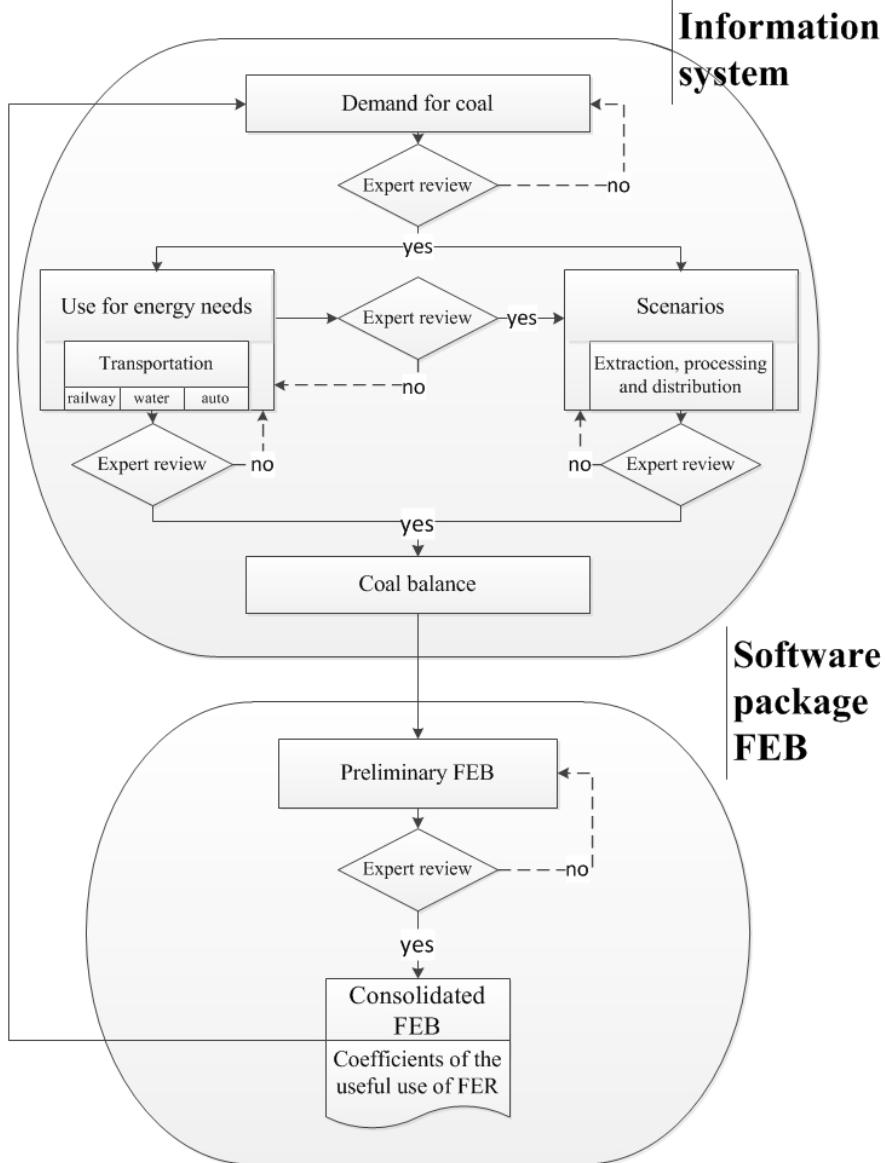 Information
system
Demand for coal
Expert review
no
yes
Use for energy needs
Expert review
yes
Scenarios
Transportation
railway water auto
no
Extraction, processing
and distribution
Expert review
no
no
Expert review
yes
Coal balance
Software
package
FEB
Preliminary FEB
Expert review
no
yes
Consolidated
FEB
Coefficients of the
useful use of FER